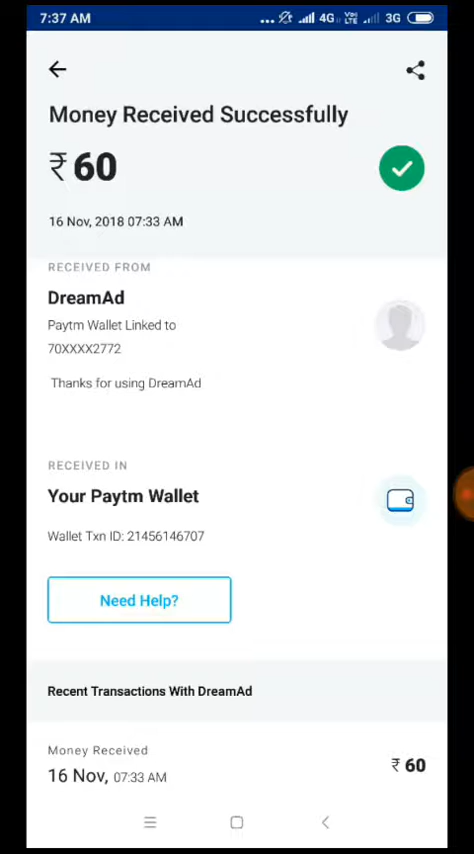 7:37 AM ... 4G Vo LTE 3G
Money Received Successfully
₹ 60
16 Nov, 2018 07:33 AM
RECEIVED FROM
DreamAd
Paytm Wallet Linked to
70XXXX2772
Thanks for using DreamAd
RECEIVED IN
Your Paytm Wallet
Wallet Txn ID: 21456146707
Need Help?
Recent Transactions With DreamAd
Money Received
₹ 60
16 Nov, 07:33 AM